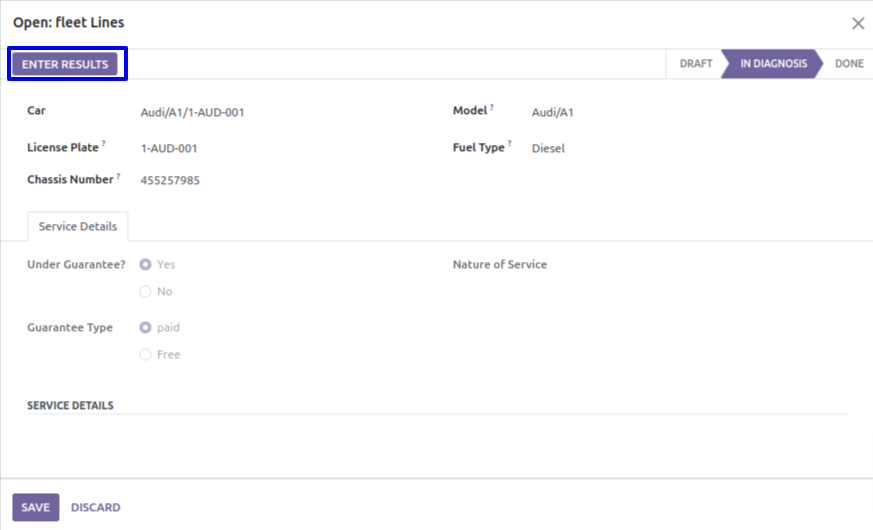 Open: fleet Lines
ENTER RESULTS DRAFT IN DIAGNOSIS DONE
Car Audi/A1/1-AUD-001 Model ? Audi/A1
License Plate ? 1-AUD-001 Fuel Type ? Diesel
Chassis Number ? 455257985
Service Details
Under Guarantee? Yes Nature of Service
No
Guarantee Type paid
Free
SERVICE DETAILS
SAVE DISCARD